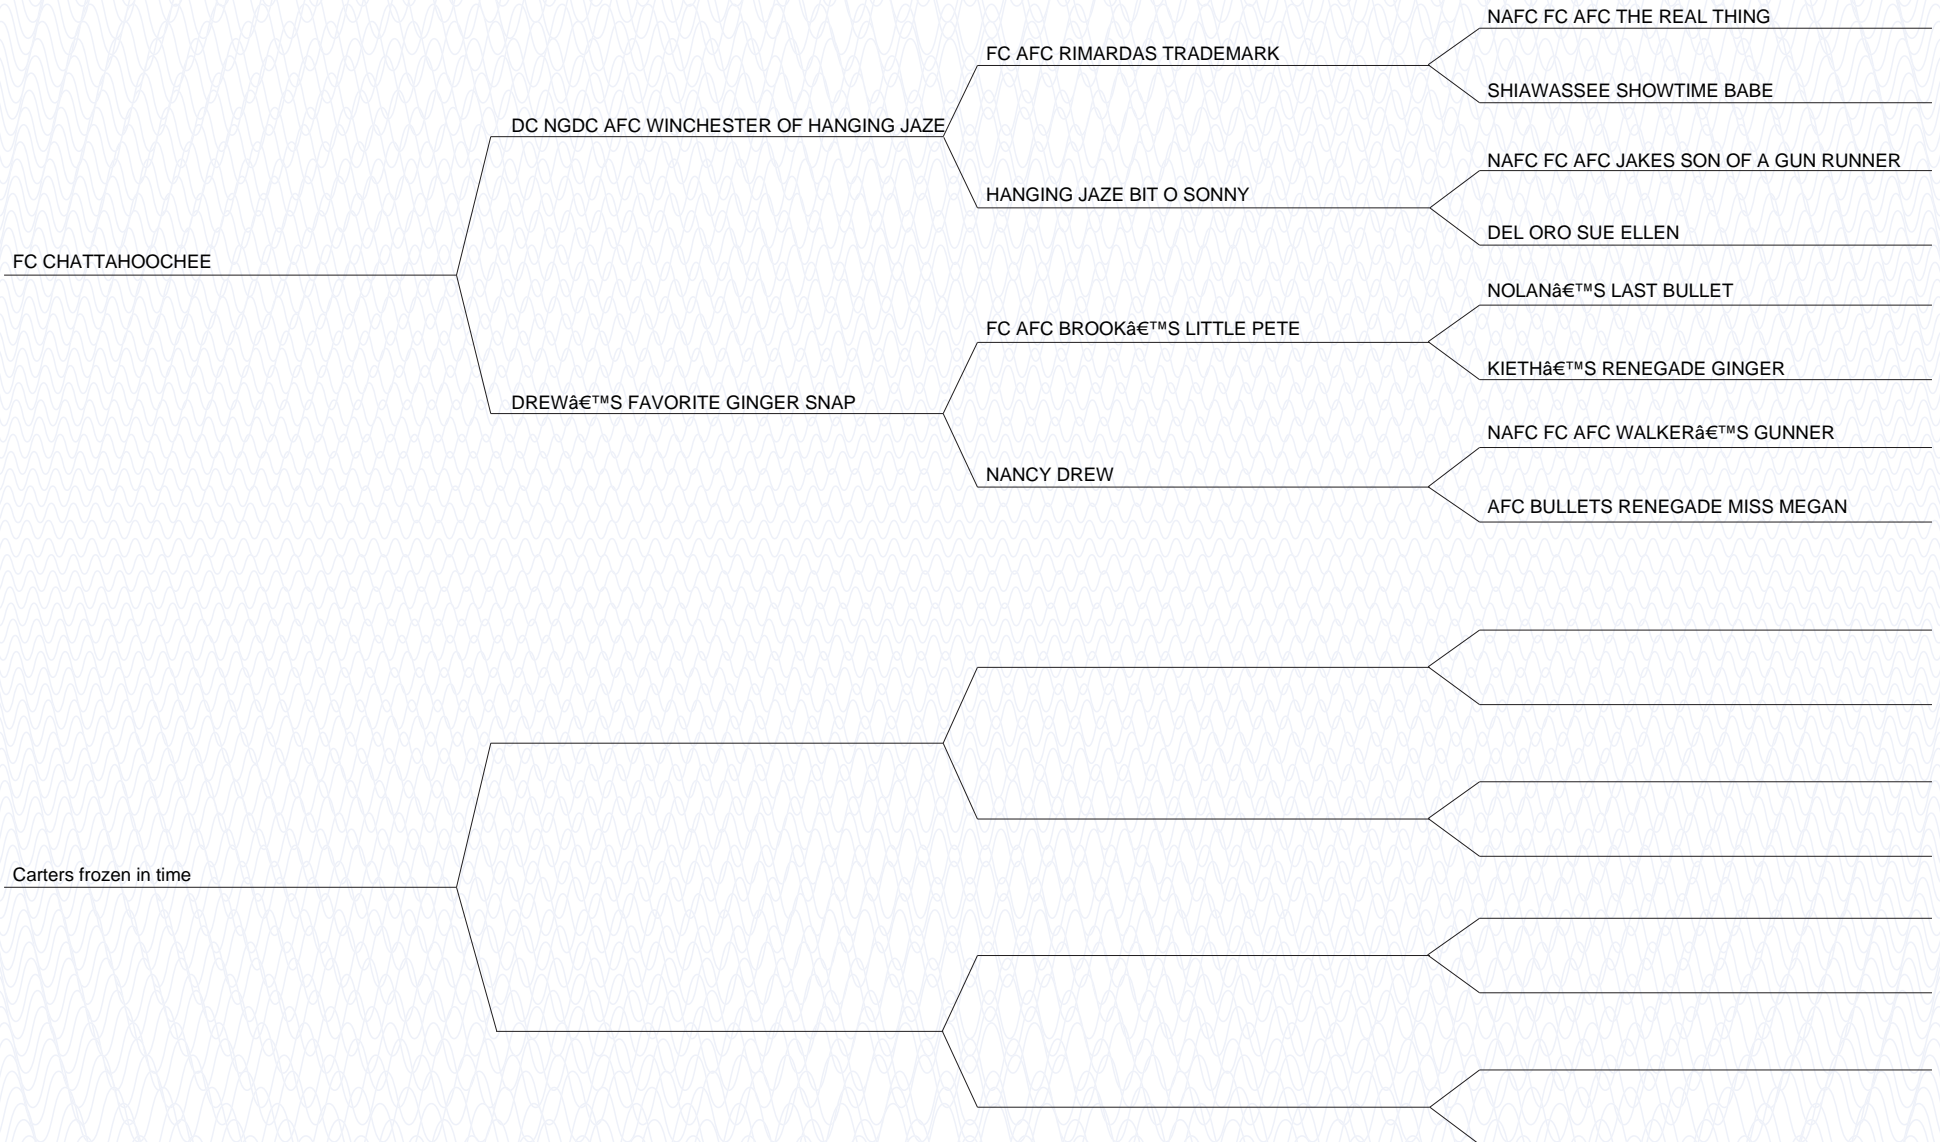 NAFC FC AFC THE REAL THING
FC AFC RIMARDAS TRADEMARK
SHIAWASSEE SHOWTIME BABE
DC NGDC AFC WINCHESTER OF HANGING JAZE
NAFC FC AFC JAKES SON OF A GUN RUNNER
HANGING JAZE BIT O SONNY
DEL ORO SUE ELLEN
FC CHATTAHOOCHEE
NOLANâ€™S LAST BULLET
FC AFC BROOKâ€™S LITTLE PETE
KIETHâ€™S RENEGADE GINGER
DREWâ€™S FAVORITE GINGER SNAP
NAFC FC AFC WALKERâ€™S GUNNER
NANCY DREW
AFC BULLETS RENEGADE MISS MEGAN
Carters frozen in time